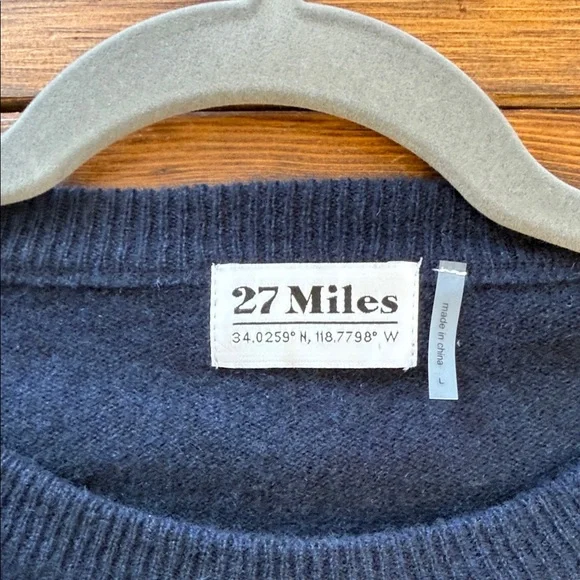 27 Miles
34.0259° N, 118.7798° W
made in china L